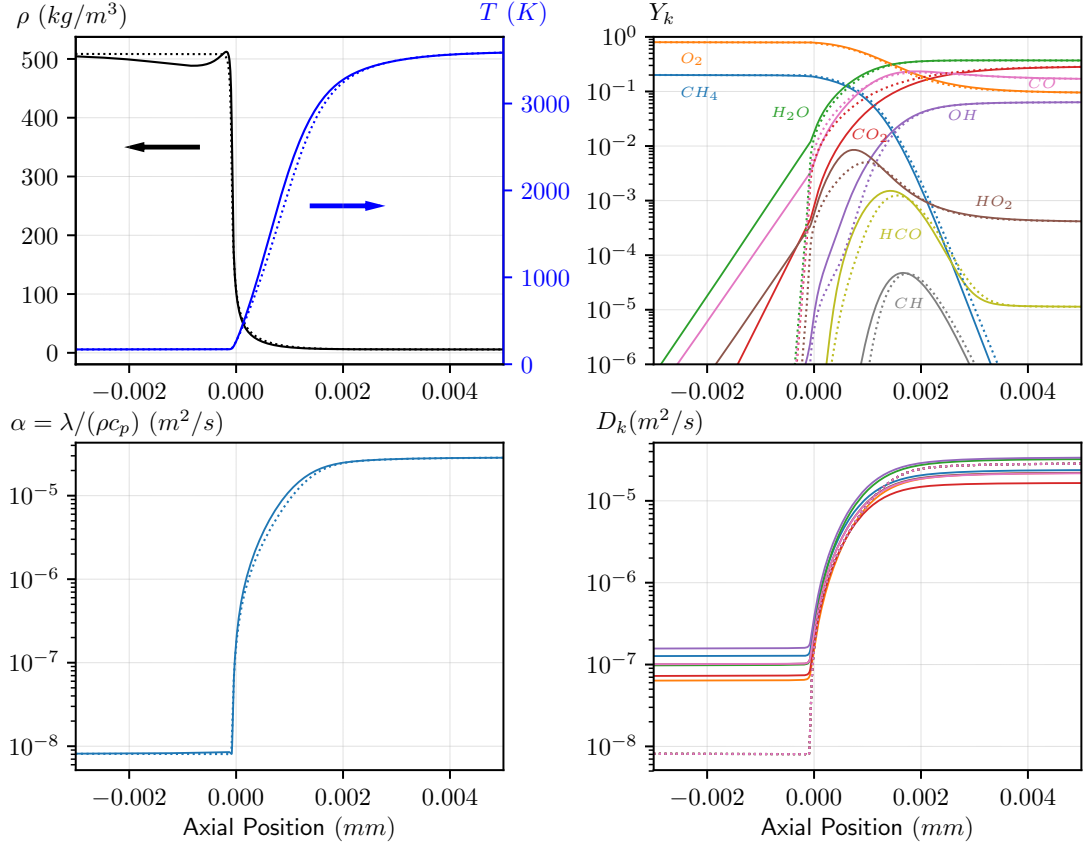 ρ (kg/m³) T (K)
500
400
300
200
100
0
3000
2000
1000
0
−0.002 0.000 0.002 0.004
Y_k
10⁰
10⁻¹
10⁻²
10⁻³
10⁻⁴
10⁻⁵
10⁻⁶
O₂
CH₄
H₂O
CO
CO₂
OH
HO₂
HCO
CH
−0.002 0.000 0.002 0.004
α = λ/(ρc_p) (m²/s)
10⁻⁵
10⁻⁶
10⁻⁷
10⁻⁸
−0.002 0.000 0.002 0.004
Axial Position (mm)
D_k(m²/s)
10⁻⁵
10⁻⁶
10⁻⁷
10⁻⁸
−0.002 0.000 0.002 0.004
Axial Position (mm)